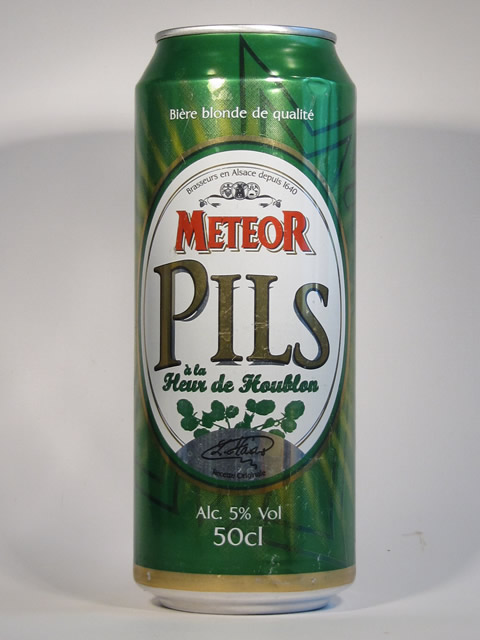 Bière blonde de qualité
Brasseurs en Alsace depuis 1640
METEOR
PILS
à la
Fleur de Houblon
Alc. 5% Vol
50cl